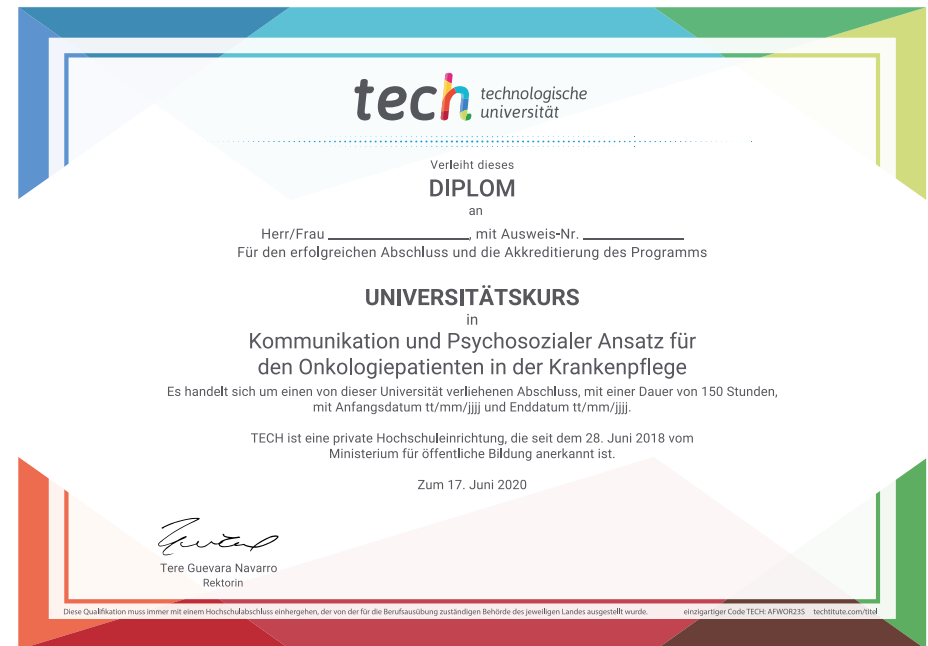 tech technologische
universität
Verleiht dieses
DIPLOM
an
Herr/Frau ____________________, mit Ausweis-Nr. ______________
Für den erfolgreichen Abschluss und die Akkreditierung des Programms
UNIVERSITÄTSKURS
in
Kommunikation und Psychosozialer Ansatz für
den Onkologiepatienten in der Krankenpflege
Es handelt sich um einen von dieser Universität verliehenen Abschluss, mit einer Dauer von 150 Stunden,
mit Anfangsdatum tt/mm/jjjj und Enddatum tt/mm/jjjj.
TECH ist eine private Hochschuleinrichtung, die seit dem 28. Juni 2018 vom
Ministerium für öffentliche Bildung anerkannt ist.
Zum 17. Juni 2020
Tere Guevara Navarro
Rektorin
Diese Qualifikation muss immer mit einem Hochschulabschluss einhergehen, der von der für die Berufsausübung zuständigen Behörde des jeweiligen Landes ausgestellt wurde. einzigartiger Code TECH: AFWOR23S techtitute.com/titel